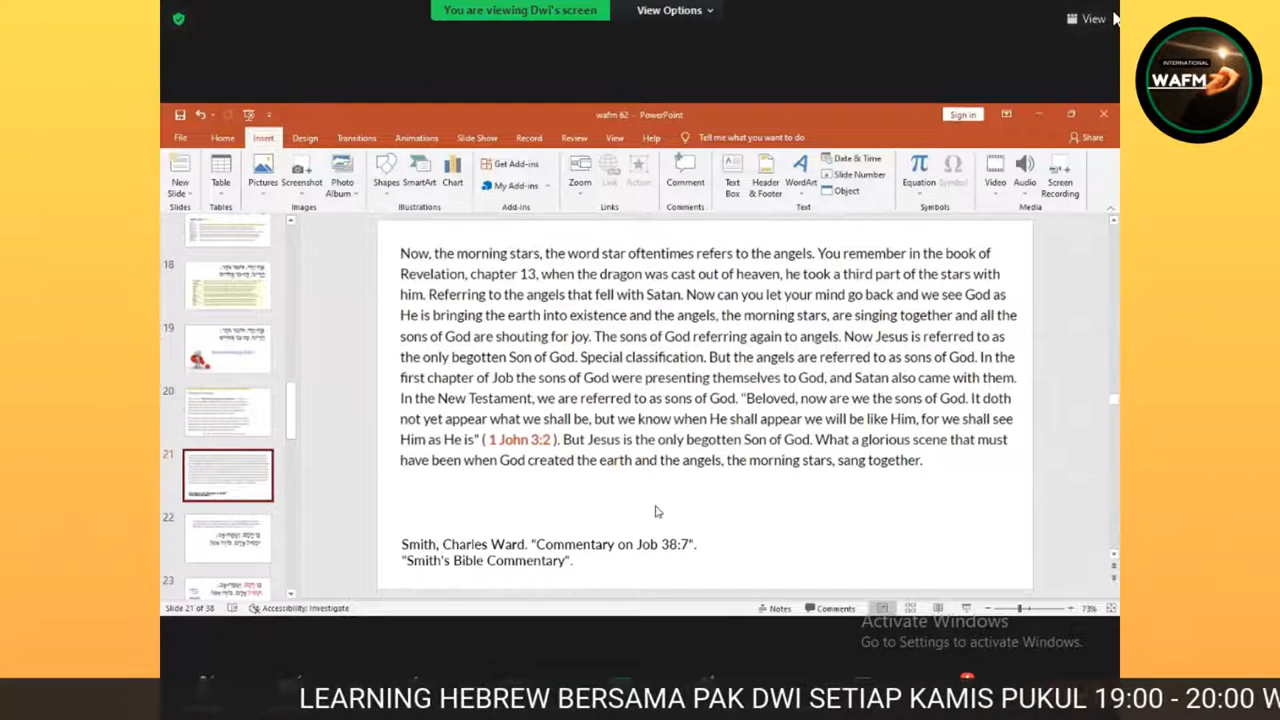 You are viewing Dwi's screen
View Options
View
INTERNATIONAL
WAFM
wafm 62 - PowerPoint
Sign in
File Home Insert Design Transitions Animations Slide Show Record Review View Help Tell me what you want to do
Share
New Slide
Table
Pictures
Screenshot
Photo Album
Shapes
SmartArt
Chart
Get Add-ins
My Add-ins
Zoom
Link
Action
Comment
Text Box
Header & Footer
WordArt
Date & Time
Slide Number
Object
Equation
Symbol
Video
Audio
Screen Recording
Slides
Tables
Images
Illustrations
Add-ins
Links
Comments
Text
Symbols
Media
18
19
20
21
22
23
Now, the morning stars, the word star oftentimes refers to the angels. You remember in the book of
Revelation, chapter 13, when the dragon was cast out of heaven, he took a third part of the stars with
him. Referring to the angels that fell with Satan. Now can you let your mind go back and we see God as
He is bringing the earth into existence and the angels, the morning stars, are singing together and all the
sons of God are shouting for joy. The sons of God referring again to angels. Now Jesus is referred to as
the only begotten Son of God. Special classification. But the angels are referred to as sons of God. In the
first chapter of Job the sons of God were presenting themselves to God, and Satan also came with them.
In the New Testament, we are referred to as sons of God. "Beloved, now are we the sons of God. It doth
not yet appear what we shall be, but we know when He shall appear we will be like Him, for we shall see
Him as He is" ( 1 John 3:2 ). But Jesus is the only begotten Son of God. What a glorious scene that must
have been when God created the earth and the angels, the morning stars, sang together.
Smith, Charles Ward. "Commentary on Job 38:7".
"Smith's Bible Commentary".
Slide 21 of 38
Accessibility: Investigate
Notes
Comments
73%
Activate Windows
Go to Settings to activate Windows.
LEARNING HEBREW BERSAMA PAK DWI SETIAP KAMIS PUKUL 19:00 - 20:00 W